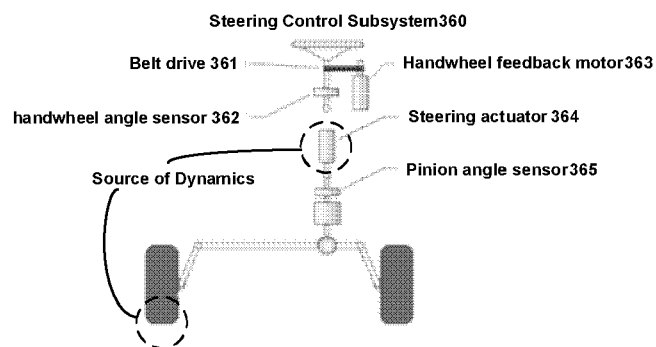 Steering Control Subsystem360
Belt drive 361
Handwheel feedback motor363
handwheel angle sensor 362
Steering actuator 364
Source of Dynamics
Pinion angle sensor365